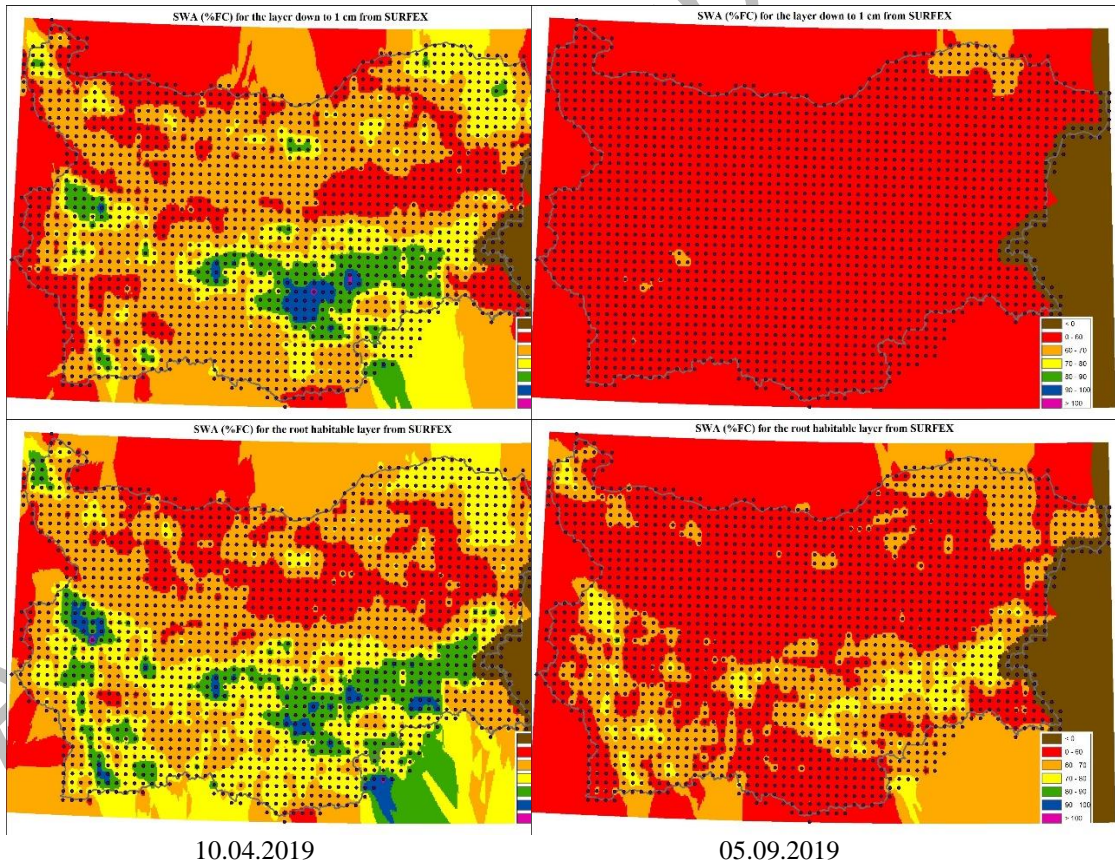 SWA (%FC) for the layer down to 1 cm from SURFEX
SWA (%FC) for the layer down to 1 cm from SURFEX
< 0
0 - 60
60 - 70
70 - 80
80 - 90
90 - 100
> 100
SWA (%FC) for the root habitable layer from SURFEX
SWA (%FC) for the root habitable layer from SURFEX
< 0
0 - 60
60 - 70
70 - 80
80 - 90
90 - 100
> 100
10.04.2019
05.09.2019